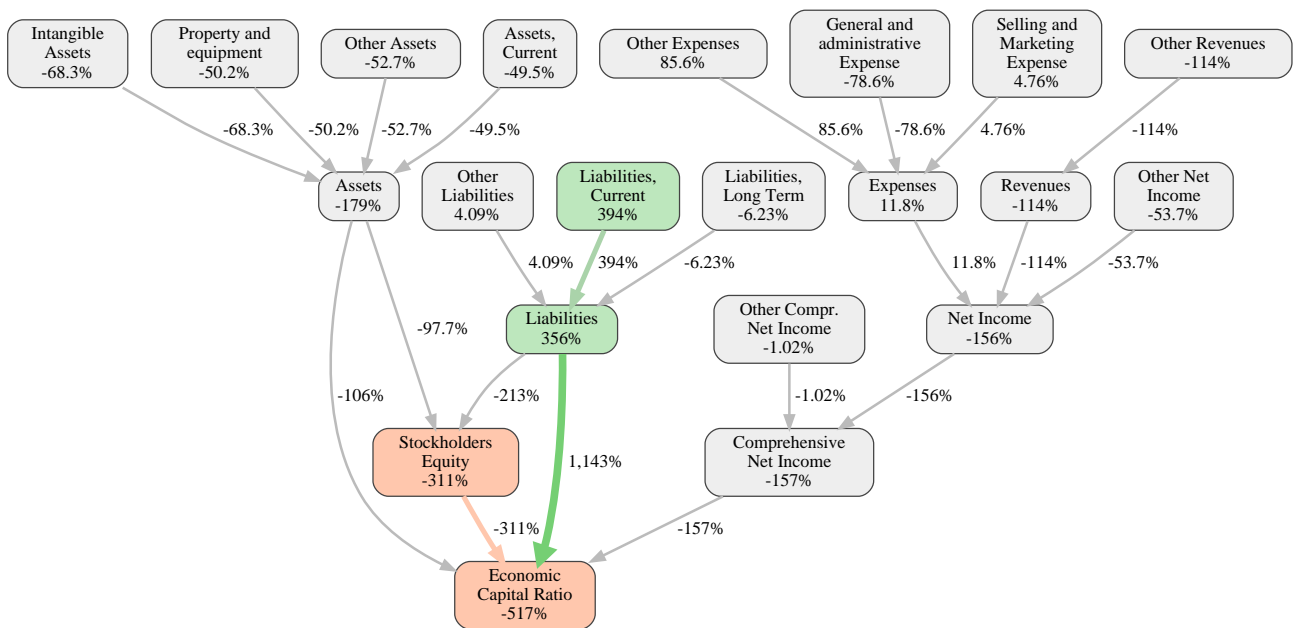 Intangible
Assets
-68.3%
Property and
equipment
-50.2%
Other Assets
-52.7%
Assets,
Current
-49.5%
Other Expenses
85.6%
General and
administrative
Expense
-78.6%
Selling and
Marketing
Expense
4.76%
Other Revenues
-114%
-68.3%
-50.2%
-52.7%
-49.5%
85.6%
-78.6%
4.76%
-114%
Assets
-179%
Other
Liabilities
4.09%
Liabilities,
Current
394%
Liabilities,
Long Term
-6.23%
Expenses
11.8%
Revenues
-114%
Other Net
Income
-53.7%
4.09%
394%
-6.23%
11.8%
-114%
-53.7%
-97.7%
Liabilities
356%
Other Compr.
Net Income
-1.02%
Net Income
-156%
-106%
-213%
-1.02%
-156%
Stockholders
Equity
-311%
1,143%
Comprehensive
Net Income
-157%
-311%
-157%
Economic
Capital Ratio
-517%